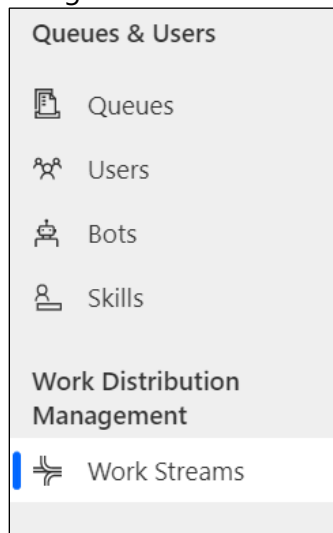 Queues & Users
Queues
Users
Bots
Skills
Work Distribution
Management
Work Streams